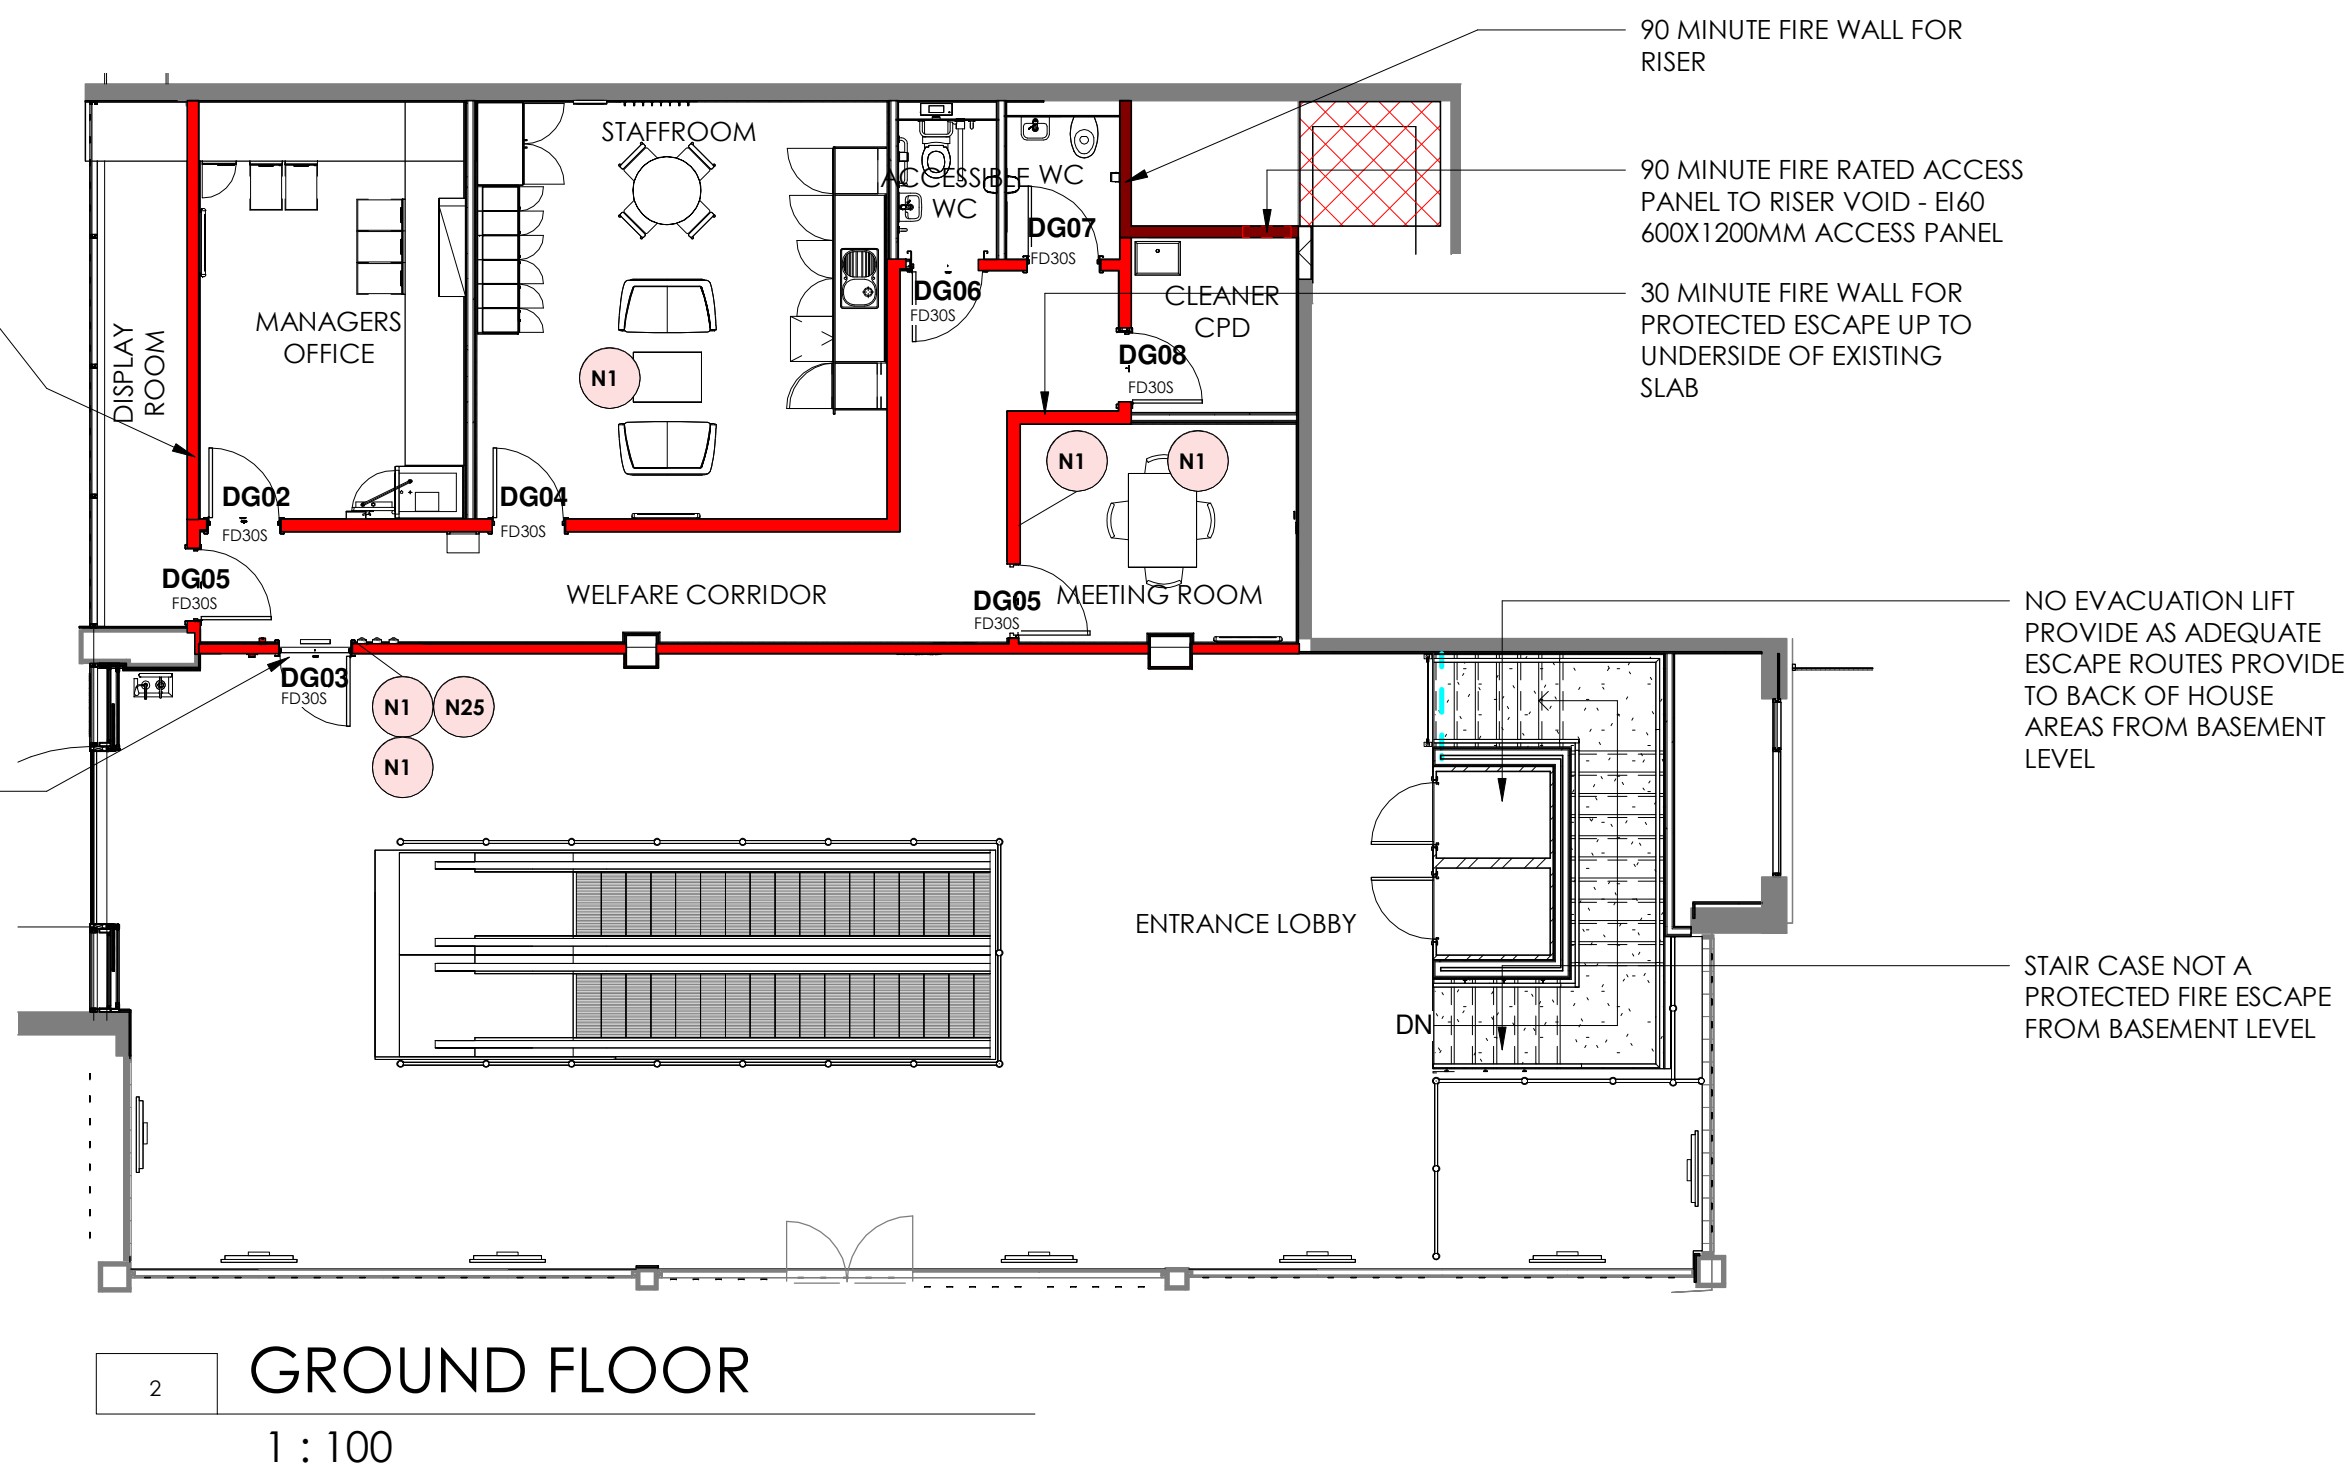 90 MINUTE FIRE WALL FOR
RISER
90 MINUTE FIRE RATED ACCESS
PANEL TO RISER VOID - EI60
600X1200MM ACCESS PANEL
30 MINUTE FIRE WALL FOR
PROTECTED ESCAPE UP TO
UNDERSIDE OF EXISTING
SLAB
STAFFROOM
ACCESSIBLE
WC
WC
DG07
FD30S
DG06
FD30S
CLEANER
CPD
MANAGERS
OFFICE
DISPLAY
ROOM
DG08
FD30S
N1
N1
N1
DG02
FD30S
DG04
FD30S
DG05
FD30S
WELFARE CORRIDOR
DG05
FD30S
MEETING ROOM
DG03
FD30S
N1
N25
N1
NO EVACUATION LIFT
PROVIDE AS ADEQUATE
ESCAPE ROUTES PROVIDE
TO BACK OF HOUSE
AREAS FROM BASEMENT
LEVEL
ENTRANCE LOBBY
STAIR CASE NOT A
PROTECTED FIRE ESCAPE
FROM BASEMENT LEVEL
DN
2
GROUND FLOOR
1 : 100